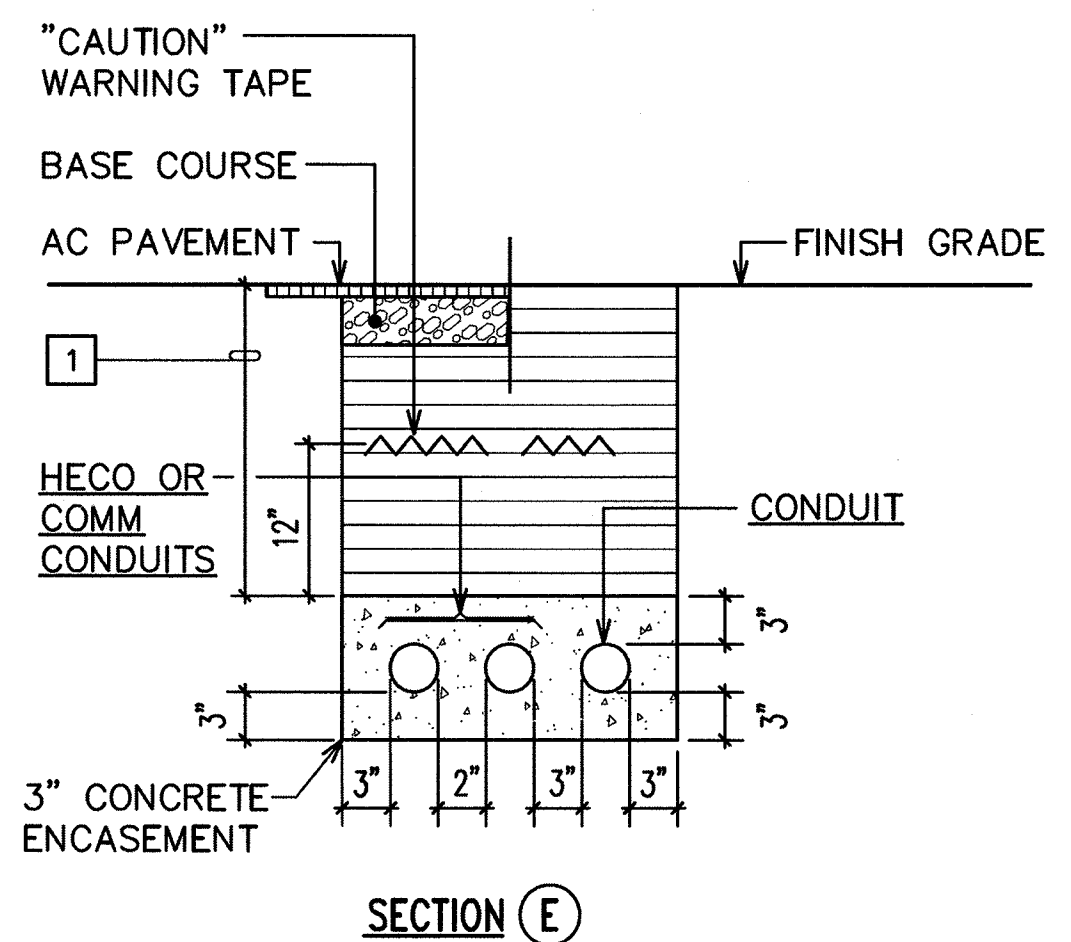 "CAUTION"
WARNING TAPE
BASE COURSE
AC PAVEMENT
FINISH GRADE
1
HECO OR
COMM
CONDUITS
12"
CONDUIT
3"
3"
3"
3"
2"
3"
3"
3" CONCRETE
ENCASEMENT
SECTION E